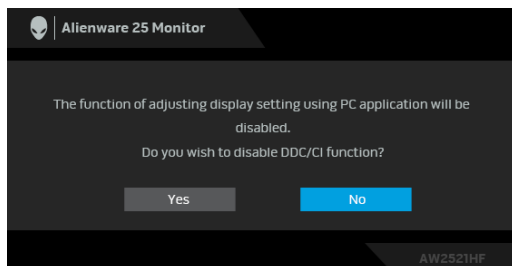 Alienware 25 Monitor
The function of adjusting display setting using PC application will be
disabled.
Do you wish to disable DDC/CI function?
Yes No
AW2521HF